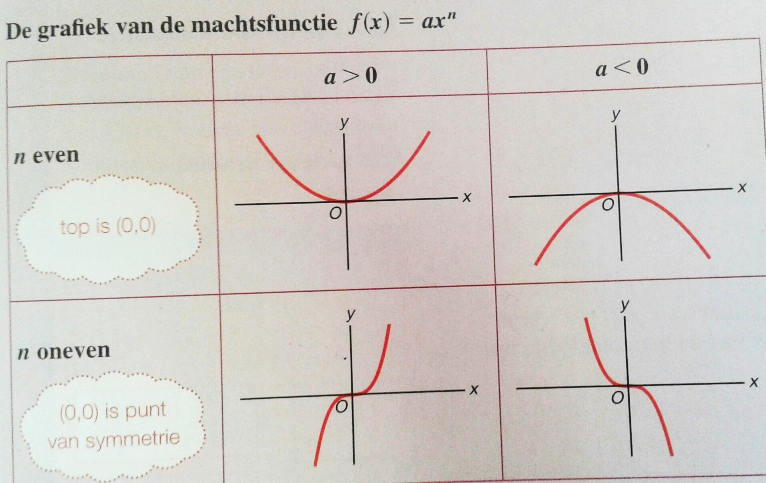 De grafiek van de machtsfunctie f(x) = axⁿ
a > 0
a < 0
n even
top is (0,0)
y
x
O
y
x
O
n oneven
(0,0) is punt
van symmetrie
y
x
O
y
x
O